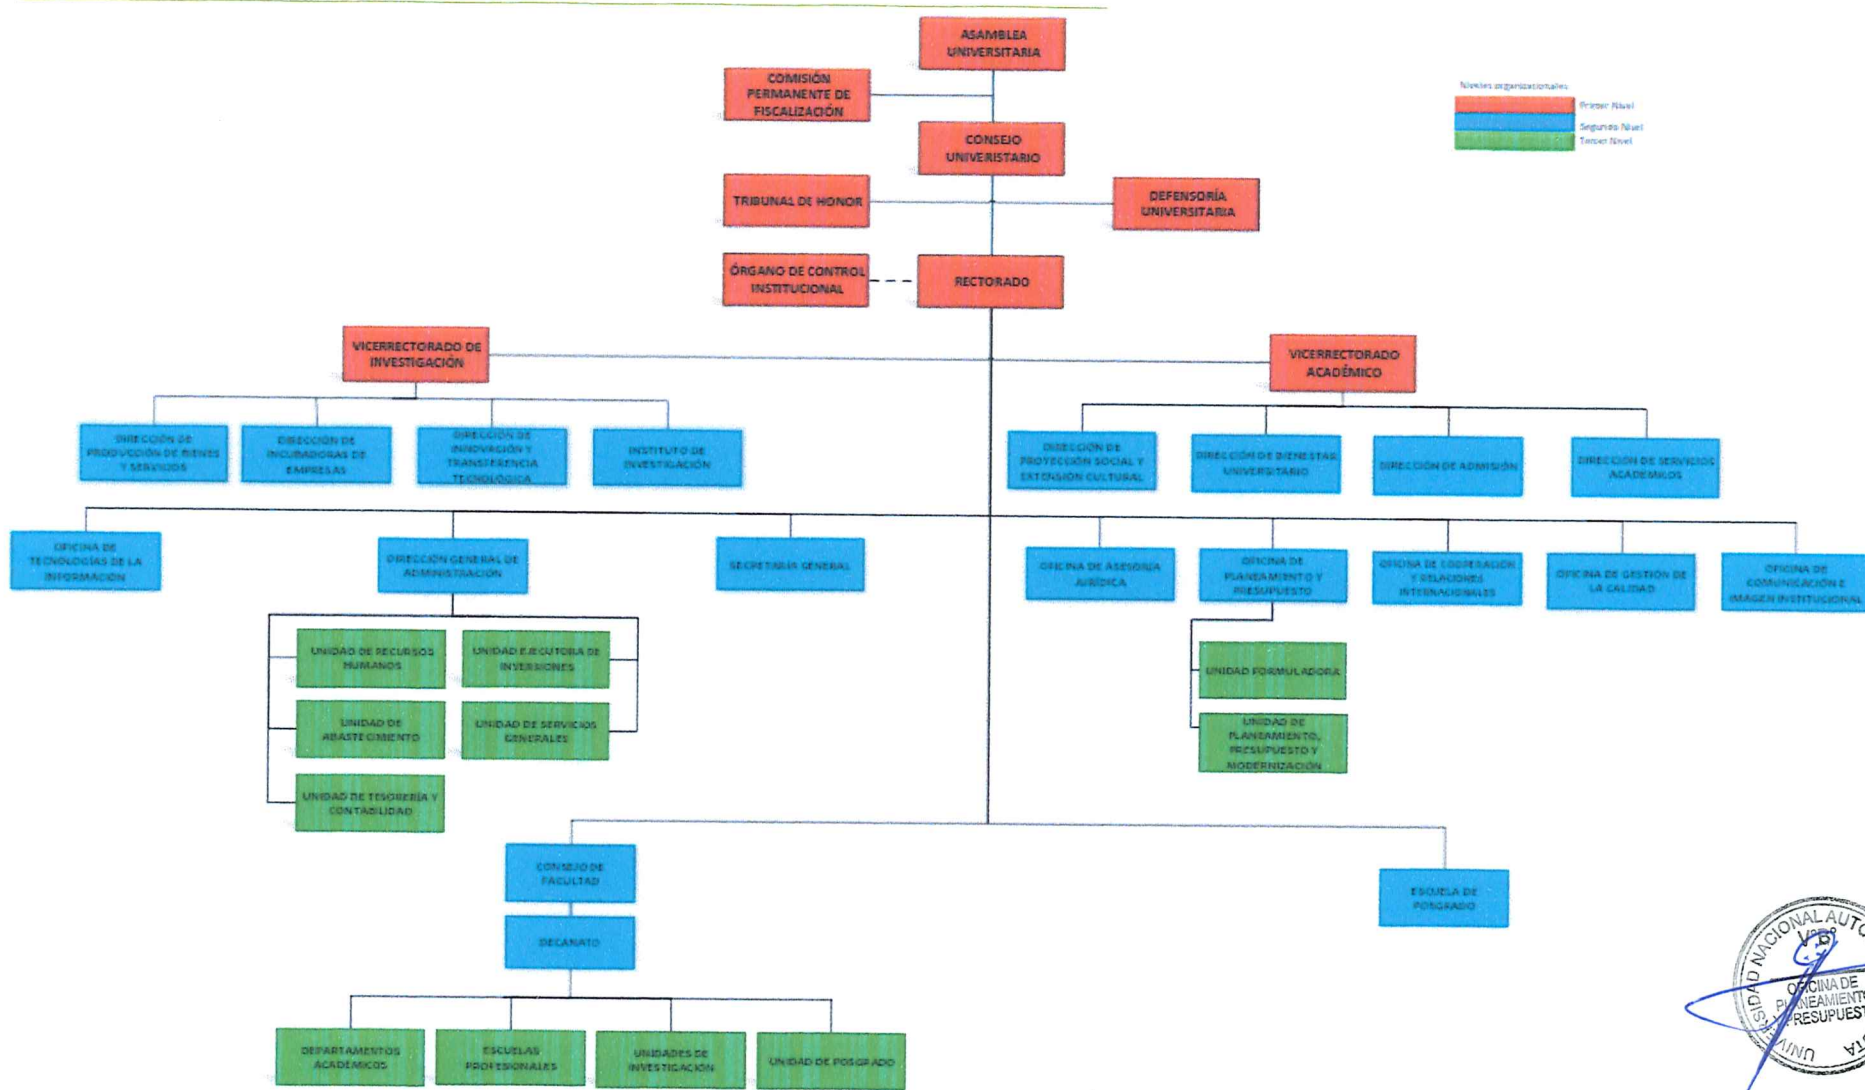 ASAMBLEA
UNIVERSITARIA
COMISIÓN
PERMANENTE DE
FISCALIZACIÓN
Niveles organizacionales
Primer Nivel
Segundo Nivel
Tercer Nivel
CONSEJO
UNIVERISTARIO
TRIBUNAL DE HONOR
DEFENSORÍA
UNIVERSITARIA
ÓRGANO DE CONTROL
INSTITUCIONAL
RECTORADO
VICERRECTORADO DE
INVESTIGACIÓN
VICERRECTORADO
ACADÉMICO
DIRECCIÓN DE
PRODUCCIÓN DE BIENES
Y SERVICIOS
DIRECCIÓN DE
INCUBADORAS DE
EMPRESAS
DIRECCIÓN DE
INNOVACIÓN Y
TRANSFERENCIA
TECNOLÓGICA
INSTITUTO DE
INVESTIGACIÓN
DIRECCIÓN DE
PROYECCIÓN SOCIAL Y
EXTENSIÓN CULTURAL
DIRECCIÓN DE BIENESTAR
UNIVERSITARIO
DIRECCIÓN DE ADMISIÓN
DIRECCIÓN DE SERVICIOS
ACADÉMICOS
OFICINA DE
TECNOLOGÍAS DE LA
INFORMACIÓN
DIRECCIÓN GENERAL DE
ADMINISTRACIÓN
SECRETARÍA GENERAL
OFICINA DE ASESORÍA
JURÍDICA
OFICINA DE
PLANEAMIENTO Y
PRESUPUESTO
OFICINA DE COOPERACIÓN
Y RELACIONES
INTERNACIONALES
OFICINA DE GESTIÓN DE
LA CALIDAD
OFICINA DE
COMUNICACIÓN E
IMAGEN INSTITUCIONAL
UNIDAD DE RECURSOS
HUMANOS
UNIDAD EJECUTORA DE
INVERSIONES
UNIDAD DE
ABASTECIMIENTO
UNIDAD DE SERVICIOS
GENERALES
UNIDAD DE TESORERÍA Y
CONTABILIDAD
UNIDAD FORMULADORA
UNIDAD DE
PLANEAMIENTO,
PRESUPUESTO Y
MODERNIZACIÓN
CONSEJO DE
FACULTAD
DECANATO
ESCUELA DE
POSGRADO
DEPARTAMENTOS
ACADÉMICOS
ESCUELAS
PROFESIONALES
UNIDADES DE
INVESTIGACIÓN
UNIDAD DE POSGRADO
UNIVERSIDAD NACIONAL AUTÓ
V°B°
OFICINA DE
PLANEAMIENTO
Y PRESUPUEST